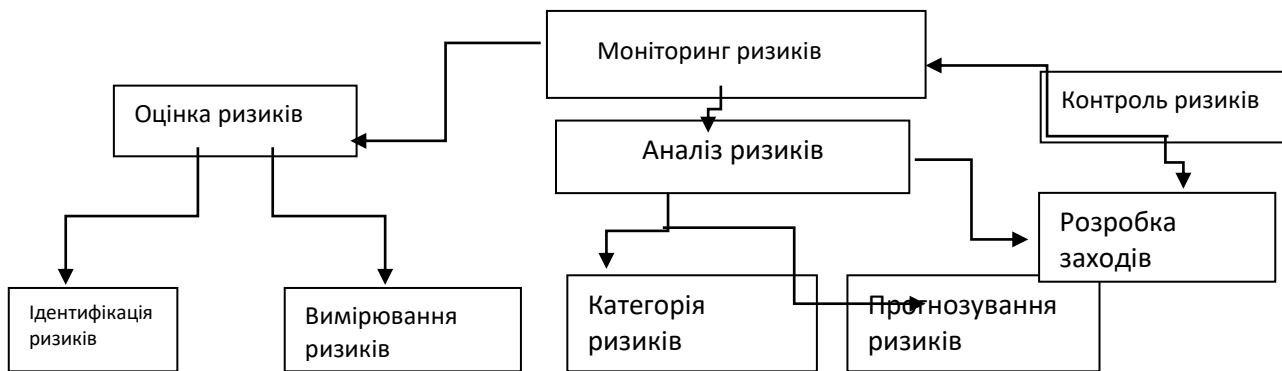 Моніторинг ризиків
Оцінка ризиків
Контроль ризиків
Аналіз ризиків
Розробка
заходів
Ідентифікація
ризиків
Вимірювання
ризиків
Категорія
ризиків
Прогнозування
ризиків